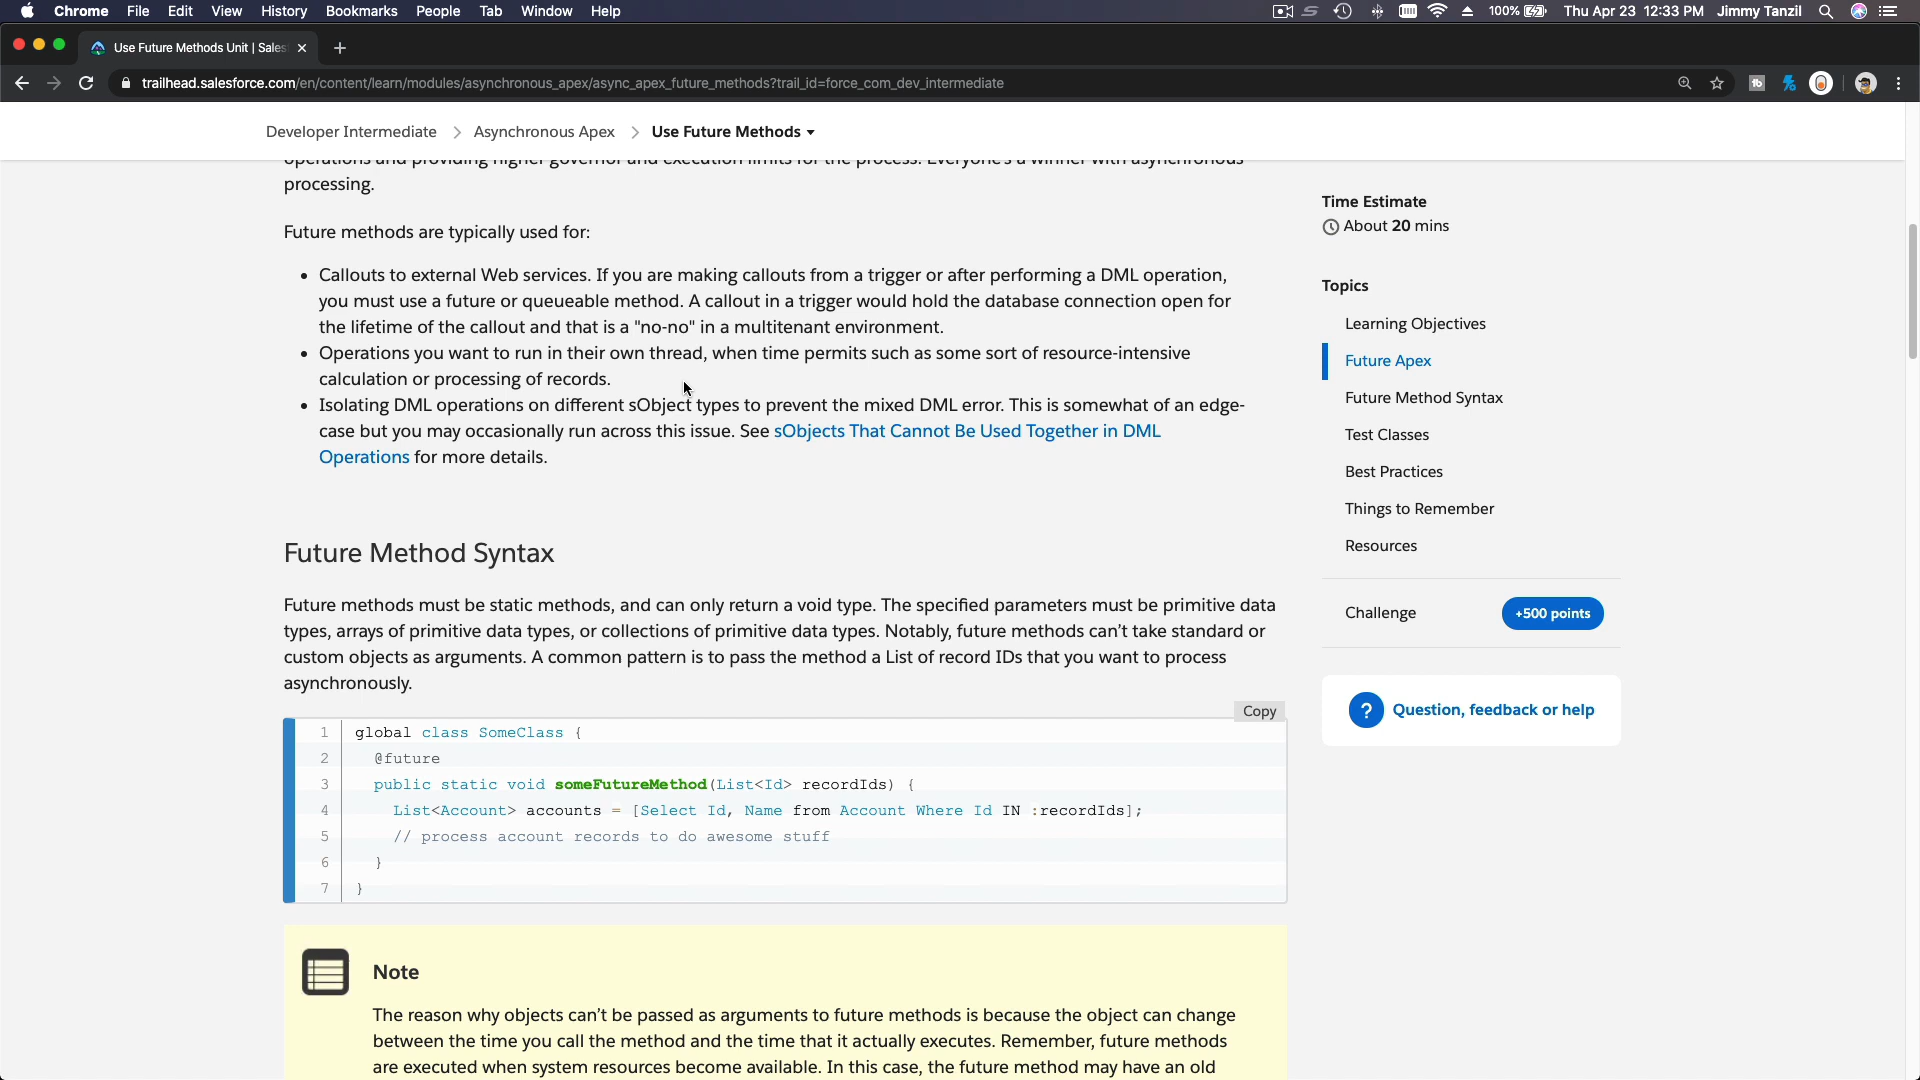 Chrome File Edit View History Bookmarks People Tab Window Help 100% Thu Apr 23 12:33 PM Jimmy Tanzil
Use Future Methods Unit | Sales
trailhead.salesforce.com/en/content/learn/modules/asynchronous_apex/async_apex_future_methods?trail_id=force_com_dev_intermediate
Developer Intermediate > Asynchronous Apex > Use Future Methods
operations and providing higher governor and execution limits for the process. Everyone's a winner with asynchronous
processing.
Future methods are typically used for:
• Callouts to external Web services. If you are making callouts from a trigger or after performing a DML operation,
you must use a future or queueable method. A callout in a trigger would hold the database connection open for
the lifetime of the callout and that is a "no-no" in a multitenant environment.
• Operations you want to run in their own thread, when time permits such as some sort of resource-intensive
calculation or processing of records.
• Isolating DML operations on different sObject types to prevent the mixed DML error. This is somewhat of an edge-
case but you may occasionally run across this issue. See sObjects That Cannot Be Used Together in DML
Operations for more details.
Future Method Syntax
Future methods must be static methods, and can only return a void type. The specified parameters must be primitive data
types, arrays of primitive data types, or collections of primitive data types. Notably, future methods can't take standard or
custom objects as arguments. A common pattern is to pass the method a List of record IDs that you want to process
asynchronously.
Copy
1 global class SomeClass {
2 @future
3 public static void someFutureMethod(List<Id> recordIds) {
4 List<Account> accounts = [Select Id, Name from Account Where Id IN :recordIds];
5 // process account records to do awesome stuff
6 }
7 }
Note
The reason why objects can't be passed as arguments to future methods is because the object can change
between the time you call the method and the time that it actually executes. Remember, future methods
are executed when system resources become available. In this case, the future method may have an old
Time Estimate
About 20 mins
Topics
Learning Objectives
Future Apex
Future Method Syntax
Test Classes
Best Practices
Things to Remember
Resources
Challenge +500 points
? Question, feedback or help